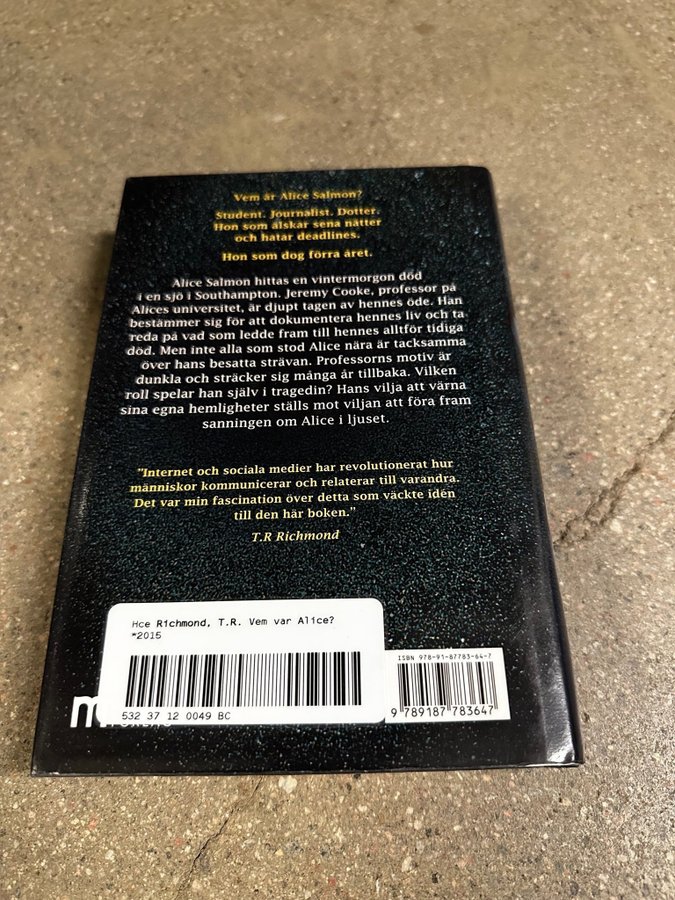 Vem är Alice Salmon?
Student. Journalist. Dotter.
Hon som älskar sena nätter
och hatar deadlines.
Hon som dog förra året.
Alice Salmon hittas en vintermorgon död
i en sjö i Southampton. Jeremy Cooke, professor på
Alices universitet, är djupt tagen av hennes öde. Han
bestämmer sig för att dokumentera hennes liv och ta
reda på vad som ledde fram till hennes alltför tidiga
död. Men inte alla som stod Alice nära är tacksamma
över hans besatta strävan. Professorns motiv är
dunkla och sträcker sig många år tillbaka. Vilken
roll spelar han själv i tragedin? Hans vilja att värna
sina egna hemligheter ställs mot viljan att föra fram
sanningen om Alice i ljuset.
"Internet och sociala medier har revolutionerat hur
människor kommunicerar och relaterar till varandra.
Det var min fascination över detta som väckte idén
till den här boken."
T.R Richmond
Hce Richmond, T.R. Vem var Alice?
*2015
532 37 12 0049 BC
ISBN 978-91-87783-64-7
9 789187 783647